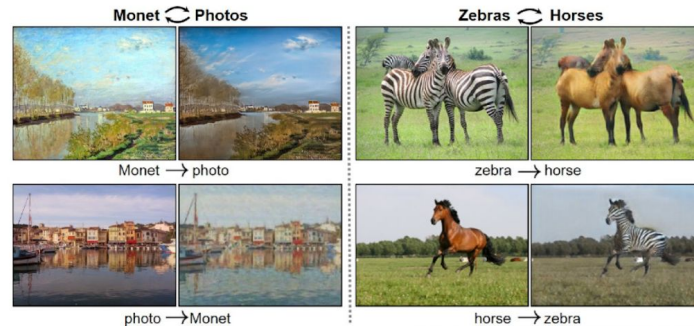 Monet Photos
Zebras Horses
Monet → photo
zebra → horse
photo → Monet
horse → zebra